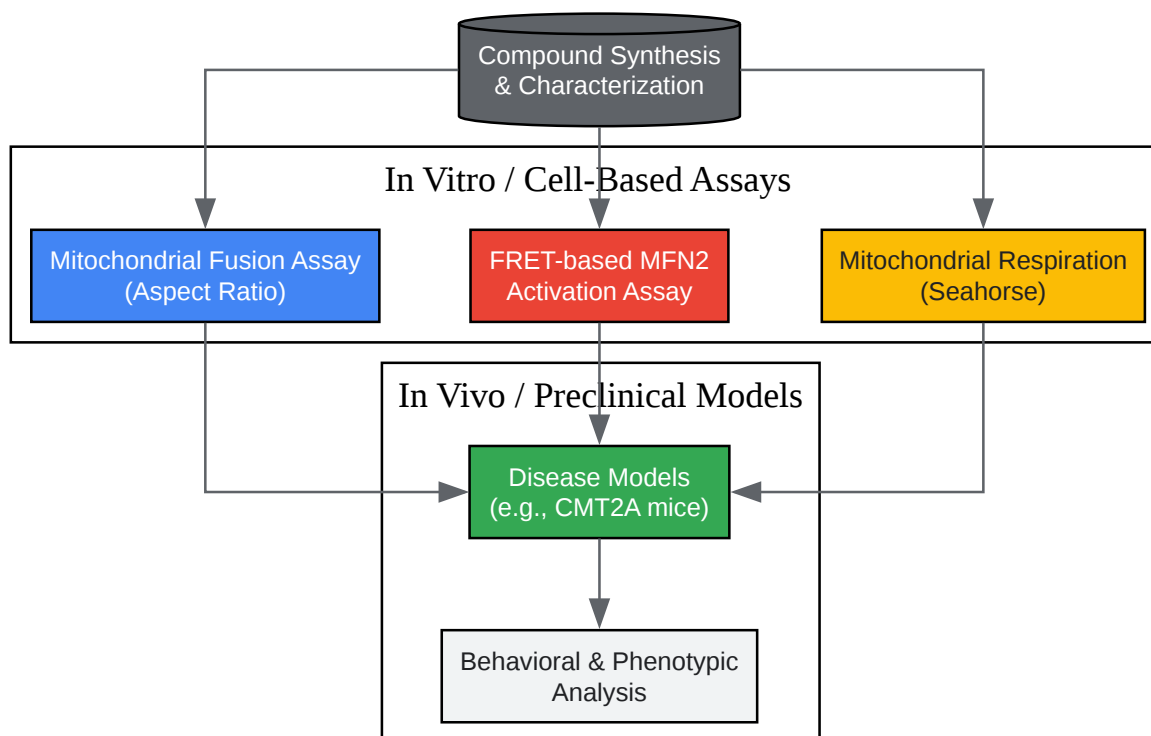 Compound Synthesis
& Characterization
In Vitro / Cell-Based Assays
Mitochondrial Fusion Assay
(Aspect Ratio)
FRET-based MFN2
Activation Assay
Mitochondrial Respiration
(Seahorse)
In Vivo / Preclinical Models
Disease Models
(e.g., CMT2A mice)
Behavioral & Phenotypic
Analysis